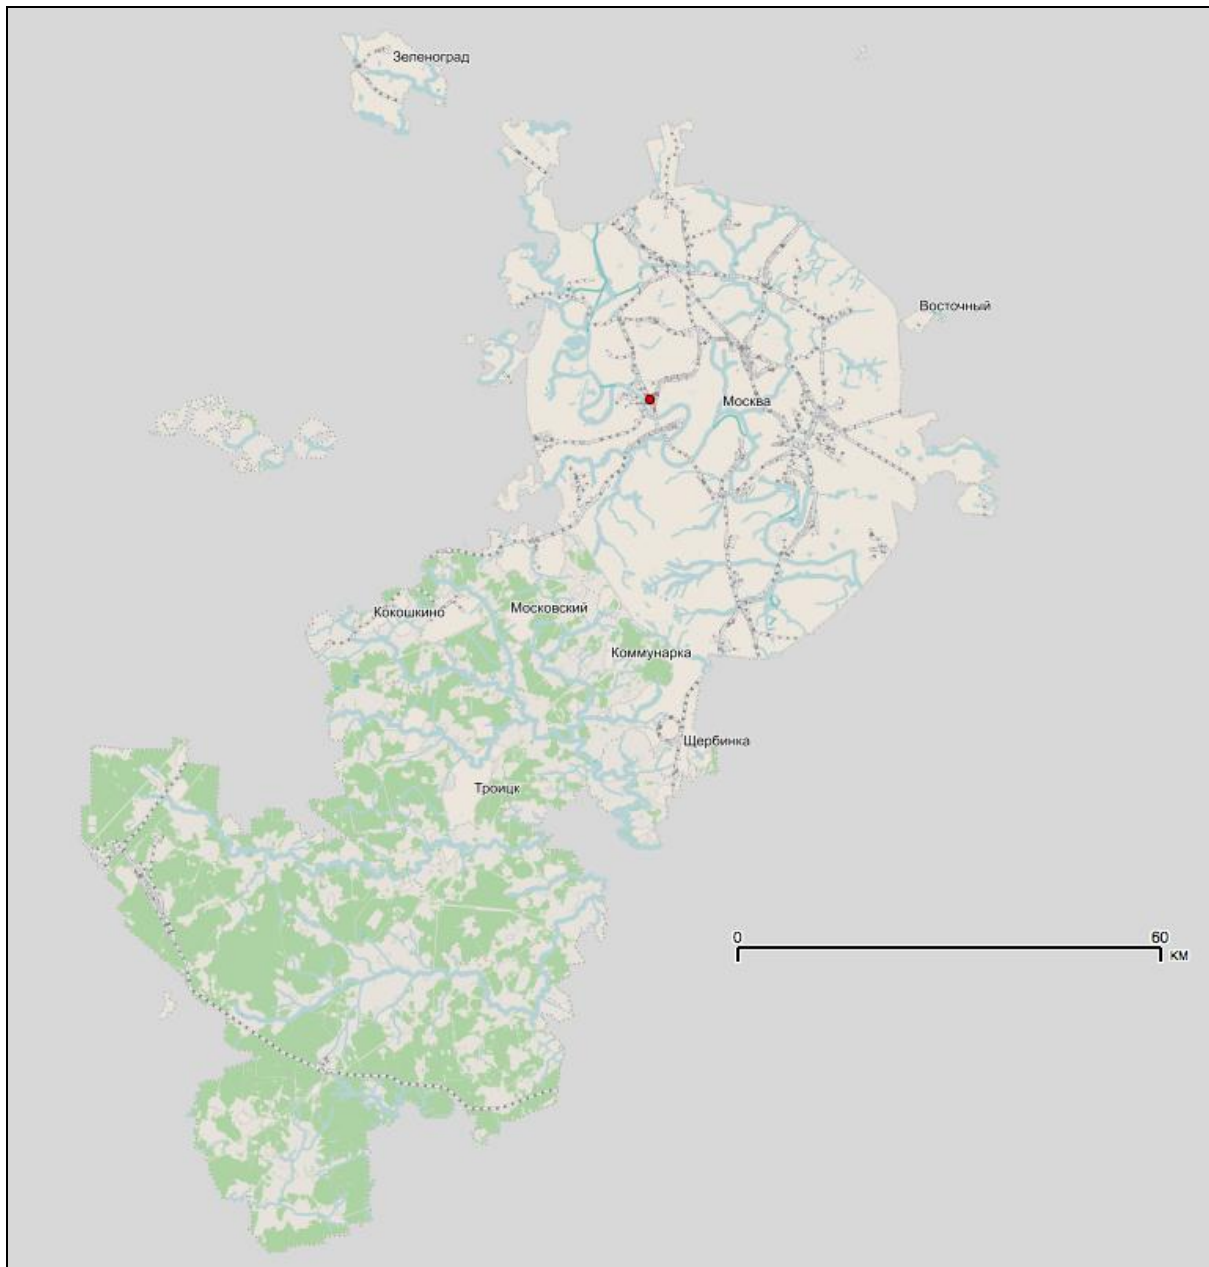 Зеленоград
Восточный
Москва
Московский
Кокошкино
Коммунарка
Щербинка
Троицк
0 60
км